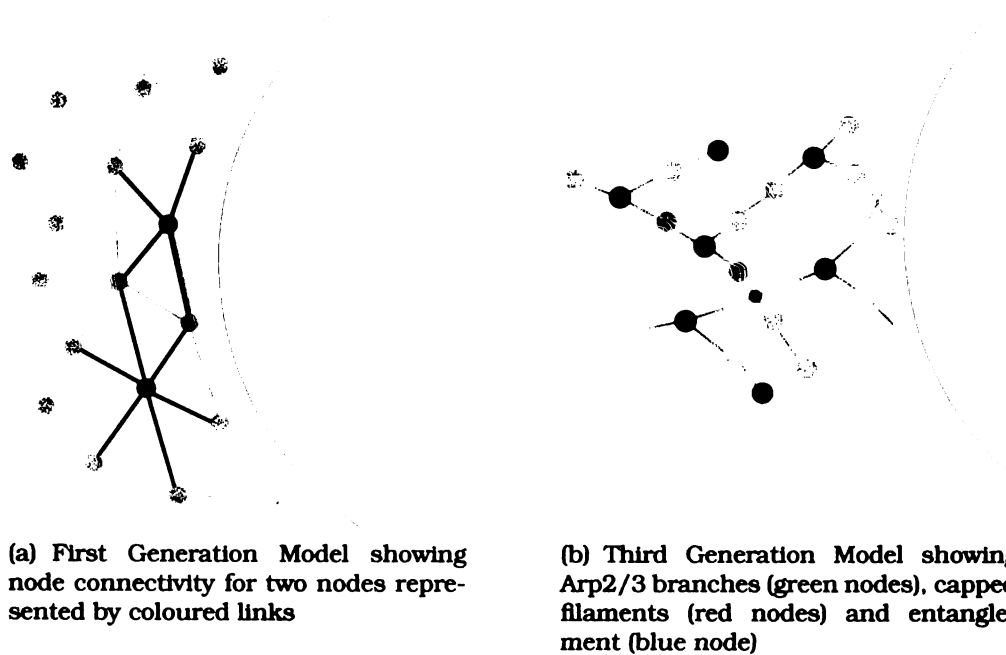 (a) First Generation Model showing
node connectivity for two nodes repre-
sented by coloured links
(b) Third Generation Model showing
Arp2/3 branches (green nodes), capped
filaments (red nodes) and entangle-
ment (blue node)